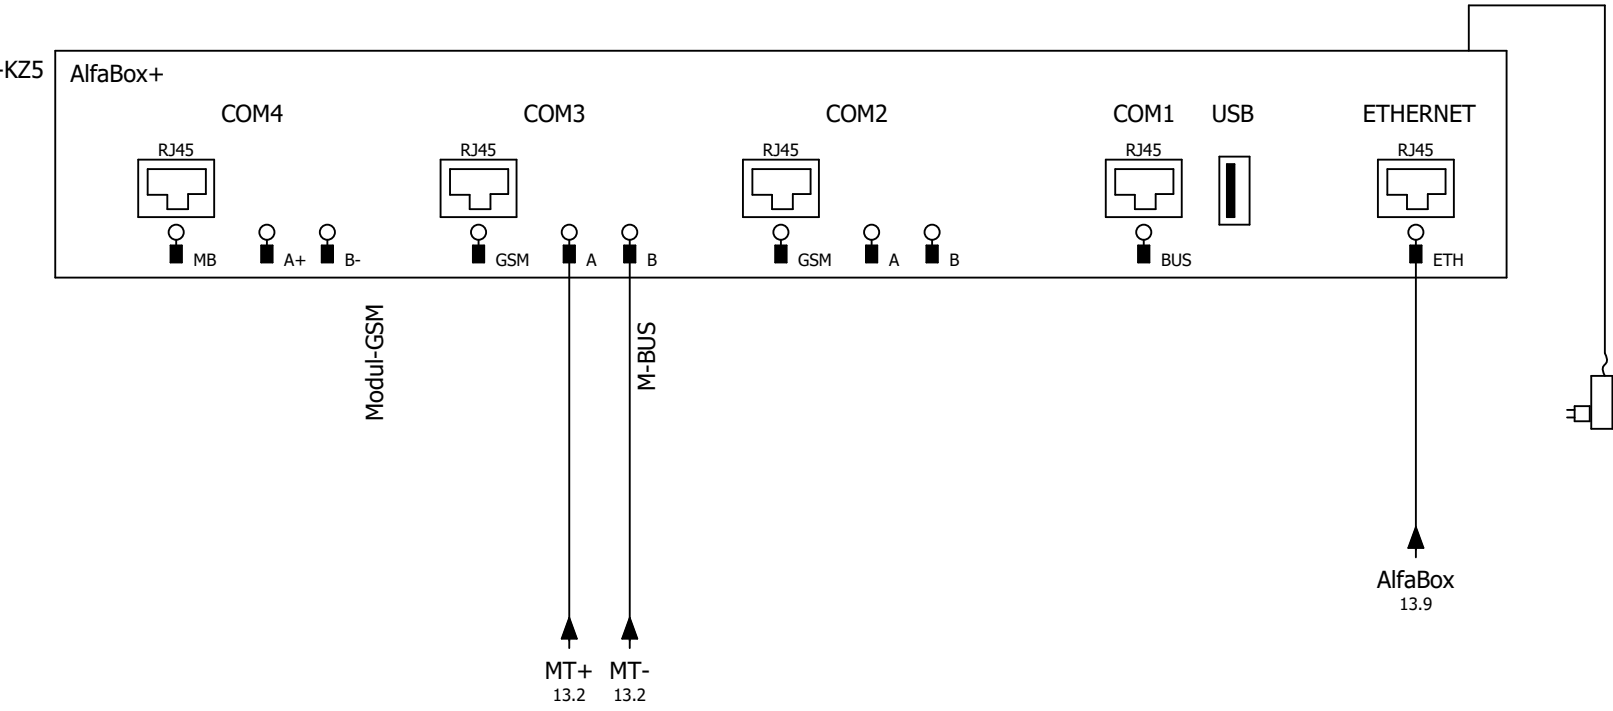 -KZ5
AlfaBox+
COM4 COM3 COM2 COM1 USB ETHERNET
RJ45 RJ45 RJ45 RJ45 RJ45
MB A+ B- GSM A B GSM A B BUS ETH
Modul-GSM
M-BUS
AlfaBox
13.9
MT+ MT-
13.2 13.2